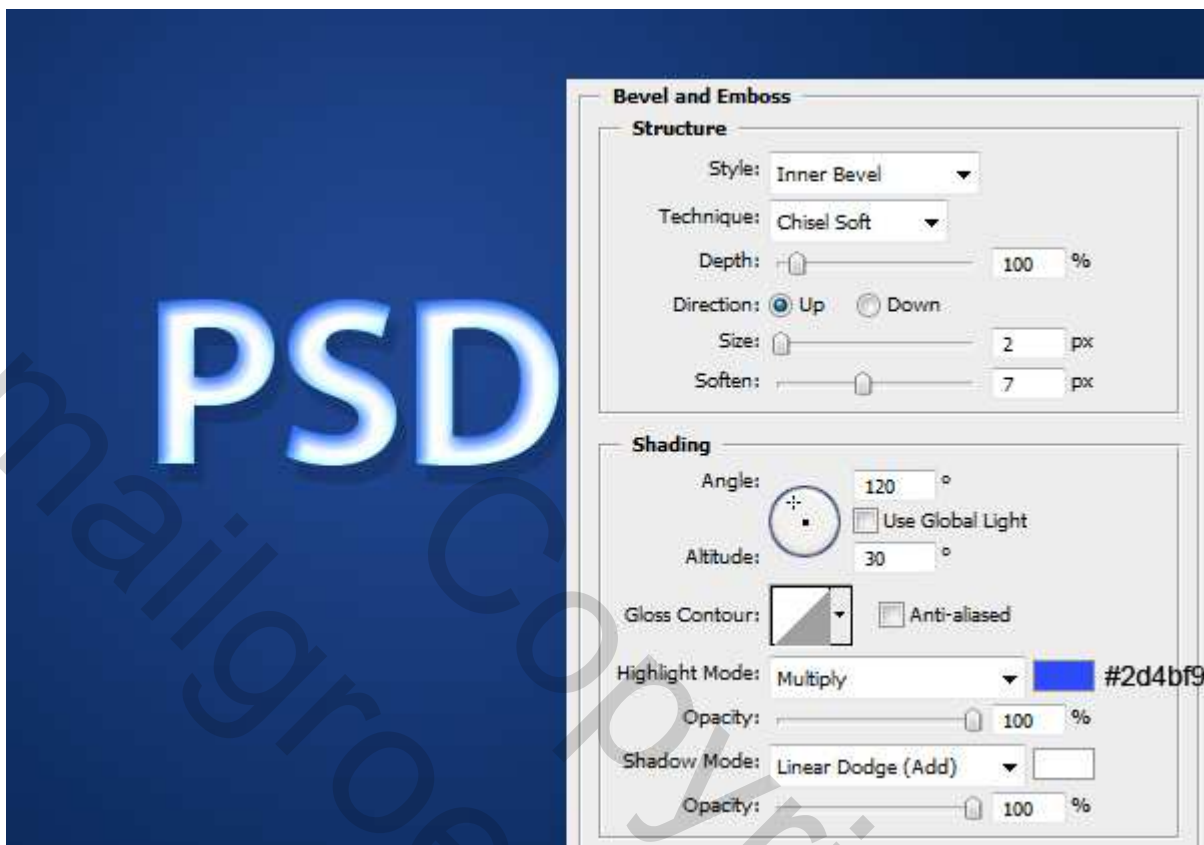 PSD
Bevel and Emboss
Structure
Style: Inner Bevel
Technique: Chisel Soft
Depth: 100 %
Direction: Up Down
Size: 2 px
Soften: 7 px
Shading
Angle: 120 °
Use Global Light
Altitude: 30 °
Gloss Contour: Anti-aliased
Highlight Mode: Multiply #2d4bf9
Opacity: 100 %
Shadow Mode: Linear Dodge (Add)
Opacity: 100 %